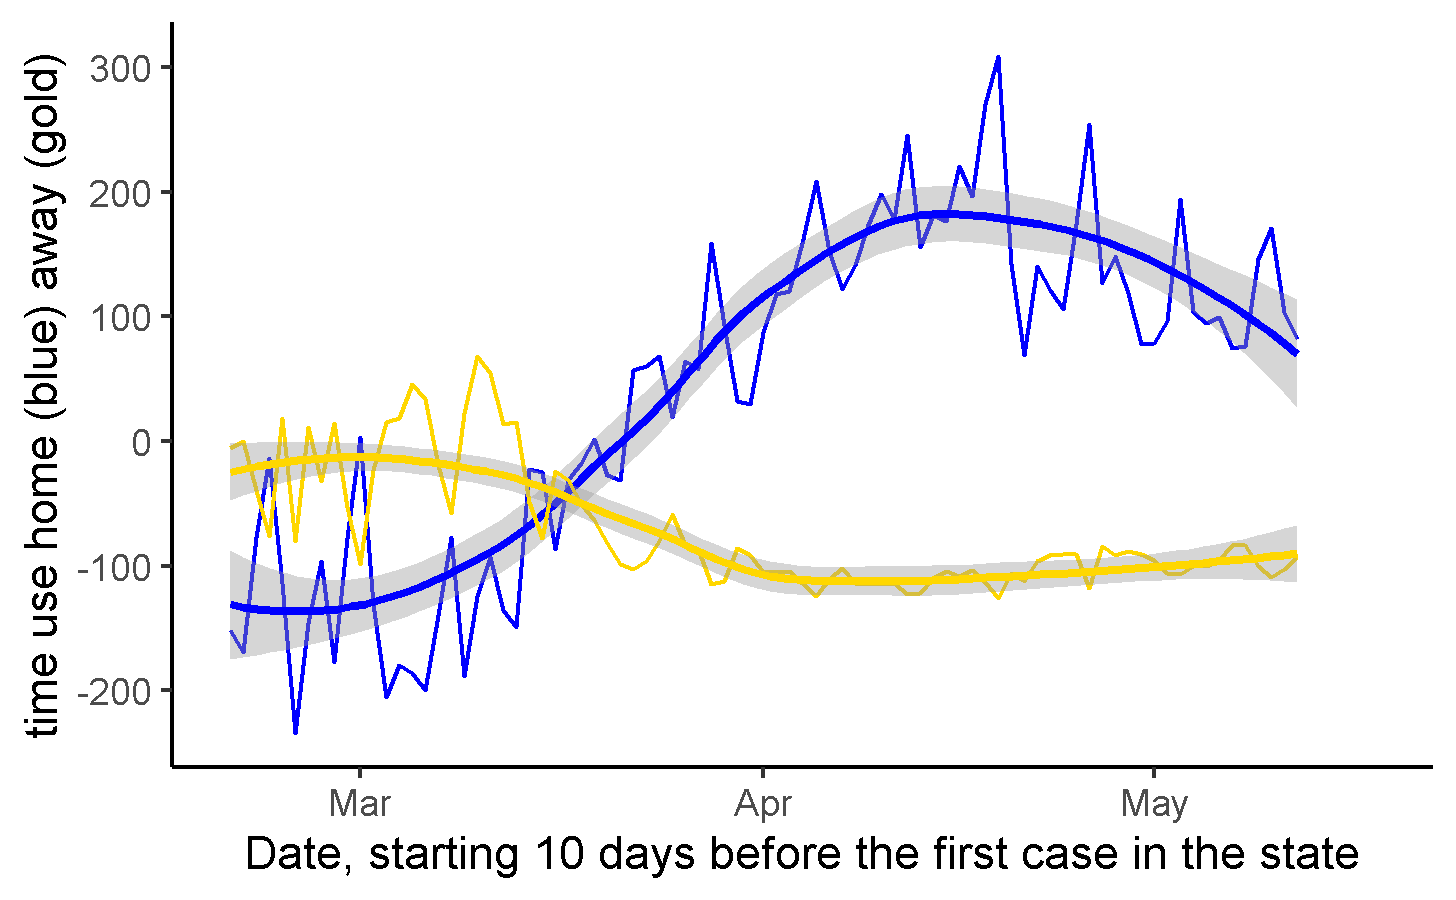 time use home (blue) away (gold)
300
200
100
0
-100
-200
Mar Apr May
Date, starting 10 days before the first case in the state